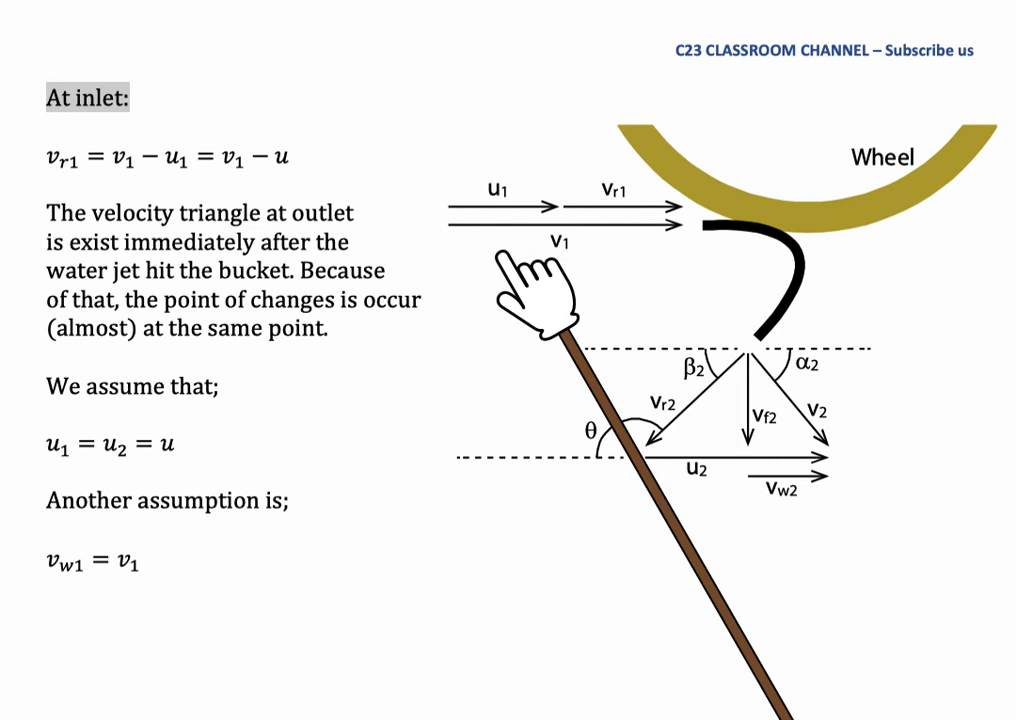 C23 CLASSROOM CHANNEL – Subscribe us
At inlet:
vr1 = v1 − u1 = v1 − u
The velocity triangle at outlet
is exist immediately after the
water jet hit the bucket. Because
of that, the point of changes is occur
(almost) at the same point.
We assume that;
u1 = u2 = u
Another assumption is;
vw1 = v1
Wheel
u1
vr1
v1
β2
α2
vr2
vf2
v2
θ
u2
vw2